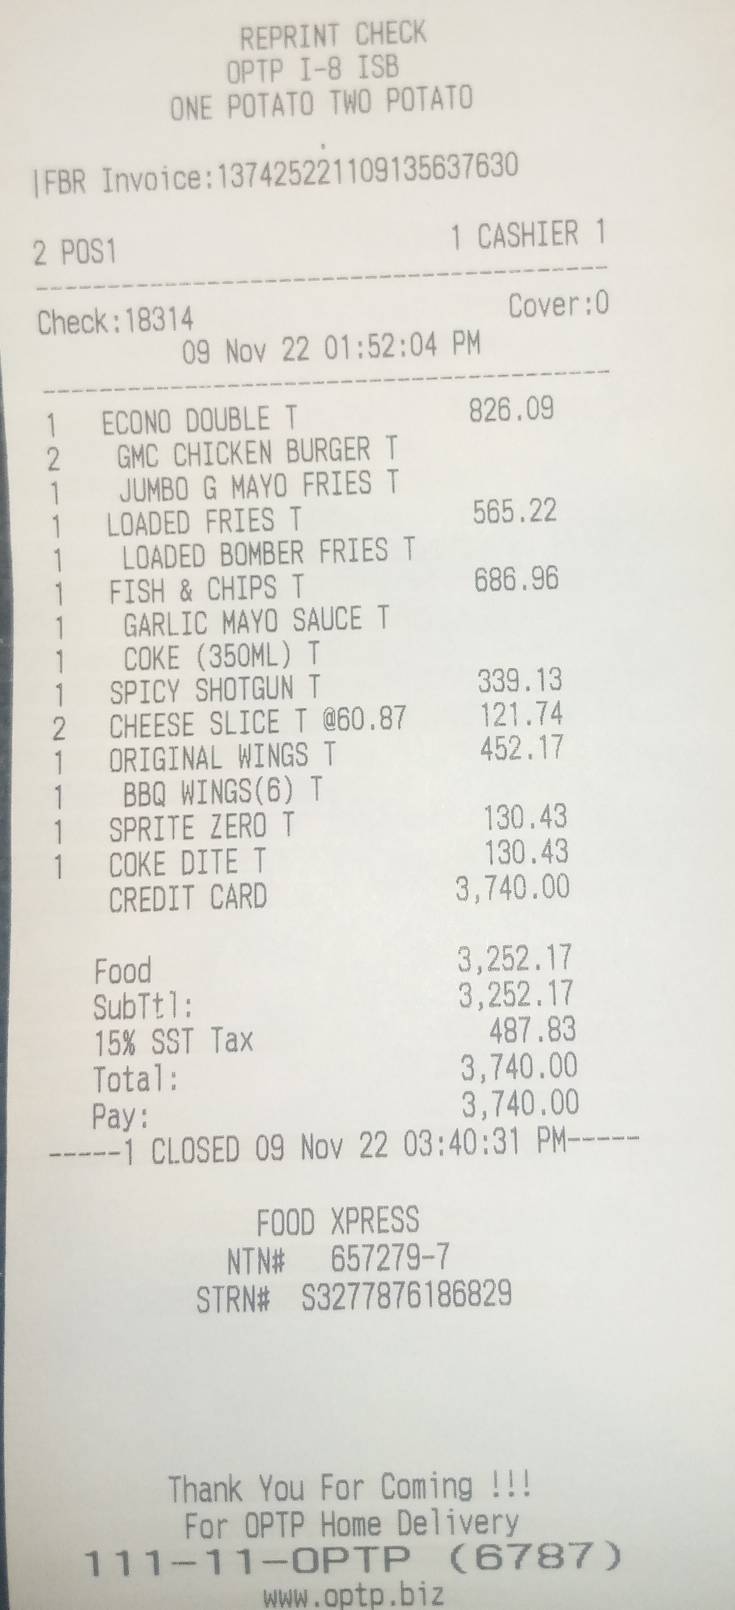 REPRINT CHECK
OPTP I-8 ISB
ONE POTATO TWO POTATO
|FBR Invoice:137425221109135637630
2 POS1 1 CASHIER 1
Check:18314 Cover:0
09 Nov 22 01:52:04 PM
1 ECONO DOUBLE T 826.09
2 GMC CHICKEN BURGER T
1 JUMBO G MAYO FRIES T
1 LOADED FRIES T 565.22
1 LOADED BOMBER FRIES T
1 FISH & CHIPS T 686.96
1 GARLIC MAYO SAUCE T
1 COKE (350ML) T
1 SPICY SHOTGUN T 339.13
2 CHEESE SLICE T @60.87 121.74
1 ORIGINAL WINGS T 452.17
1 BBQ WINGS(6) T
1 SPRITE ZERO T 130.43
1 COKE DITE T 130.43
CREDIT CARD 3,740.00
Food 3,252.17
SubTtl: 3,252.17
15% SST Tax 487.83
Total: 3,740.00
Pay: 3,740.00
-----1 CLOSED 09 Nov 22 03:40:31 PM-----
FOOD XPRESS
NTN# 657279-7
STRN# S3277876186829
Thank You For Coming !!!
For OPTP Home Delivery
111-11-OPTP (6787)
www.optp.biz